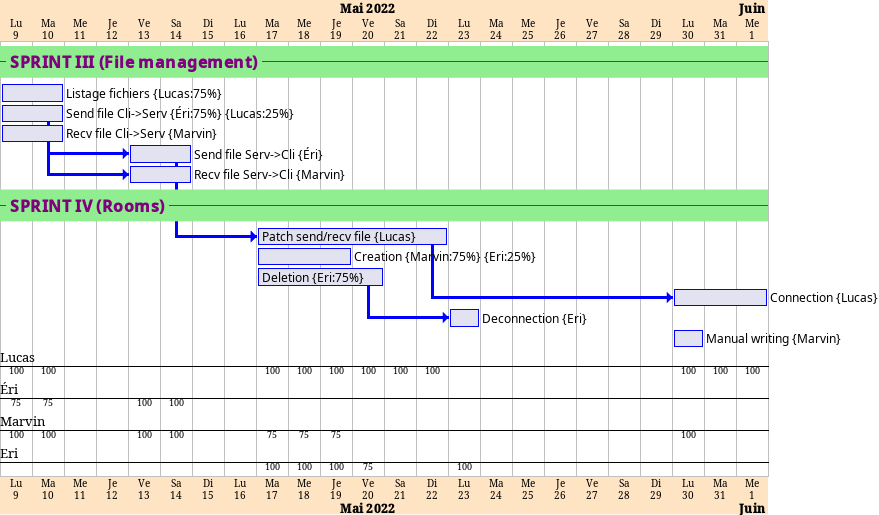 Mai 2022 Juin
Lu Ma Me Je Ve Sa Di Lu Ma Me Je Ve Sa Di Lu Ma Me Je Ve Sa Di Lu Ma Me
9 10 11 12 13 14 15 16 17 18 19 20 21 22 23 24 25 26 27 28 29 30 31 1
SPRINT III (File management)
Listage fichiers {Lucas:75%}
Send file Cli->Serv {Éri:75%} {Lucas:25%}
Recv file Cli->Serv {Marvin}
Send file Serv->Cli {Éri}
Recv file Serv->Cli {Marvin}
SPRINT IV (Rooms)
Patch send/recv file {Lucas}
Creation {Marvin:75%} {Eri:25%}
Deletion {Eri:75%}
Connection {Lucas}
Deconnection {Eri}
Manual writing {Marvin}
Lucas
100 100 100 100 100 100 100 100 100 100 100
Éri
75 75 100 100
Marvin
100 100 100 100 75 75 75 100
Eri
100 100 100 75 100
Lu Ma Me Je Ve Sa Di Lu Ma Me Je Ve Sa Di Lu Ma Me Je Ve Sa Di Lu Ma Me
9 10 11 12 13 14 15 16 17 18 19 20 21 22 23 24 25 26 27 28 29 30 31 1
Mai 2022 Juin